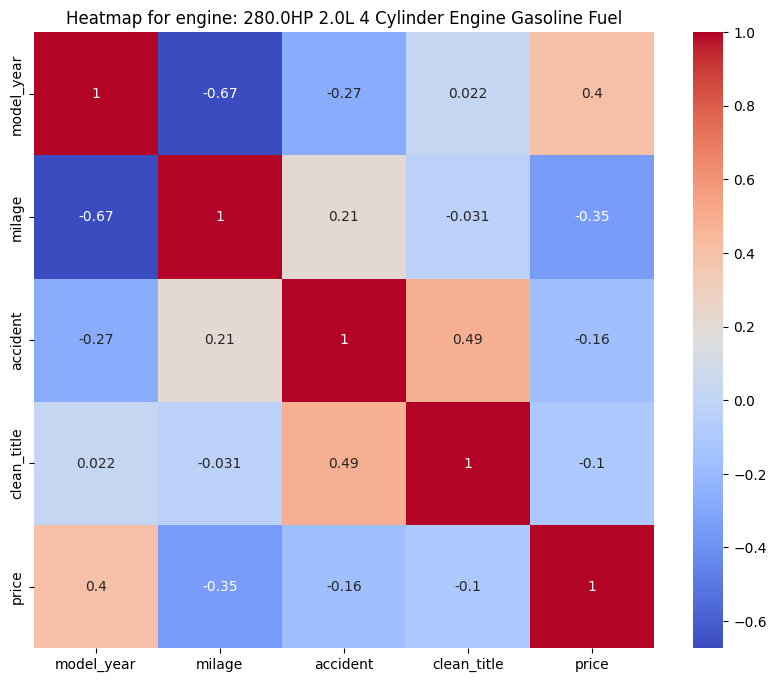 Heatmap for engine: 280.0HP 2.0L 4 Cylinder Engine Gasoline Fuel
model_year 1 -0.67 -0.27 0.022 0.4
milage -0.67 1 0.21 -0.031 -0.35
accident -0.27 0.21 1 0.49 -0.16
clean_title 0.022 -0.031 0.49 1 -0.1
price 0.4 -0.35 -0.16 -0.1 1
model_year milage accident clean_title price
1.0
0.8
0.6
0.4
0.2
0.0
−0.2
−0.4
−0.6